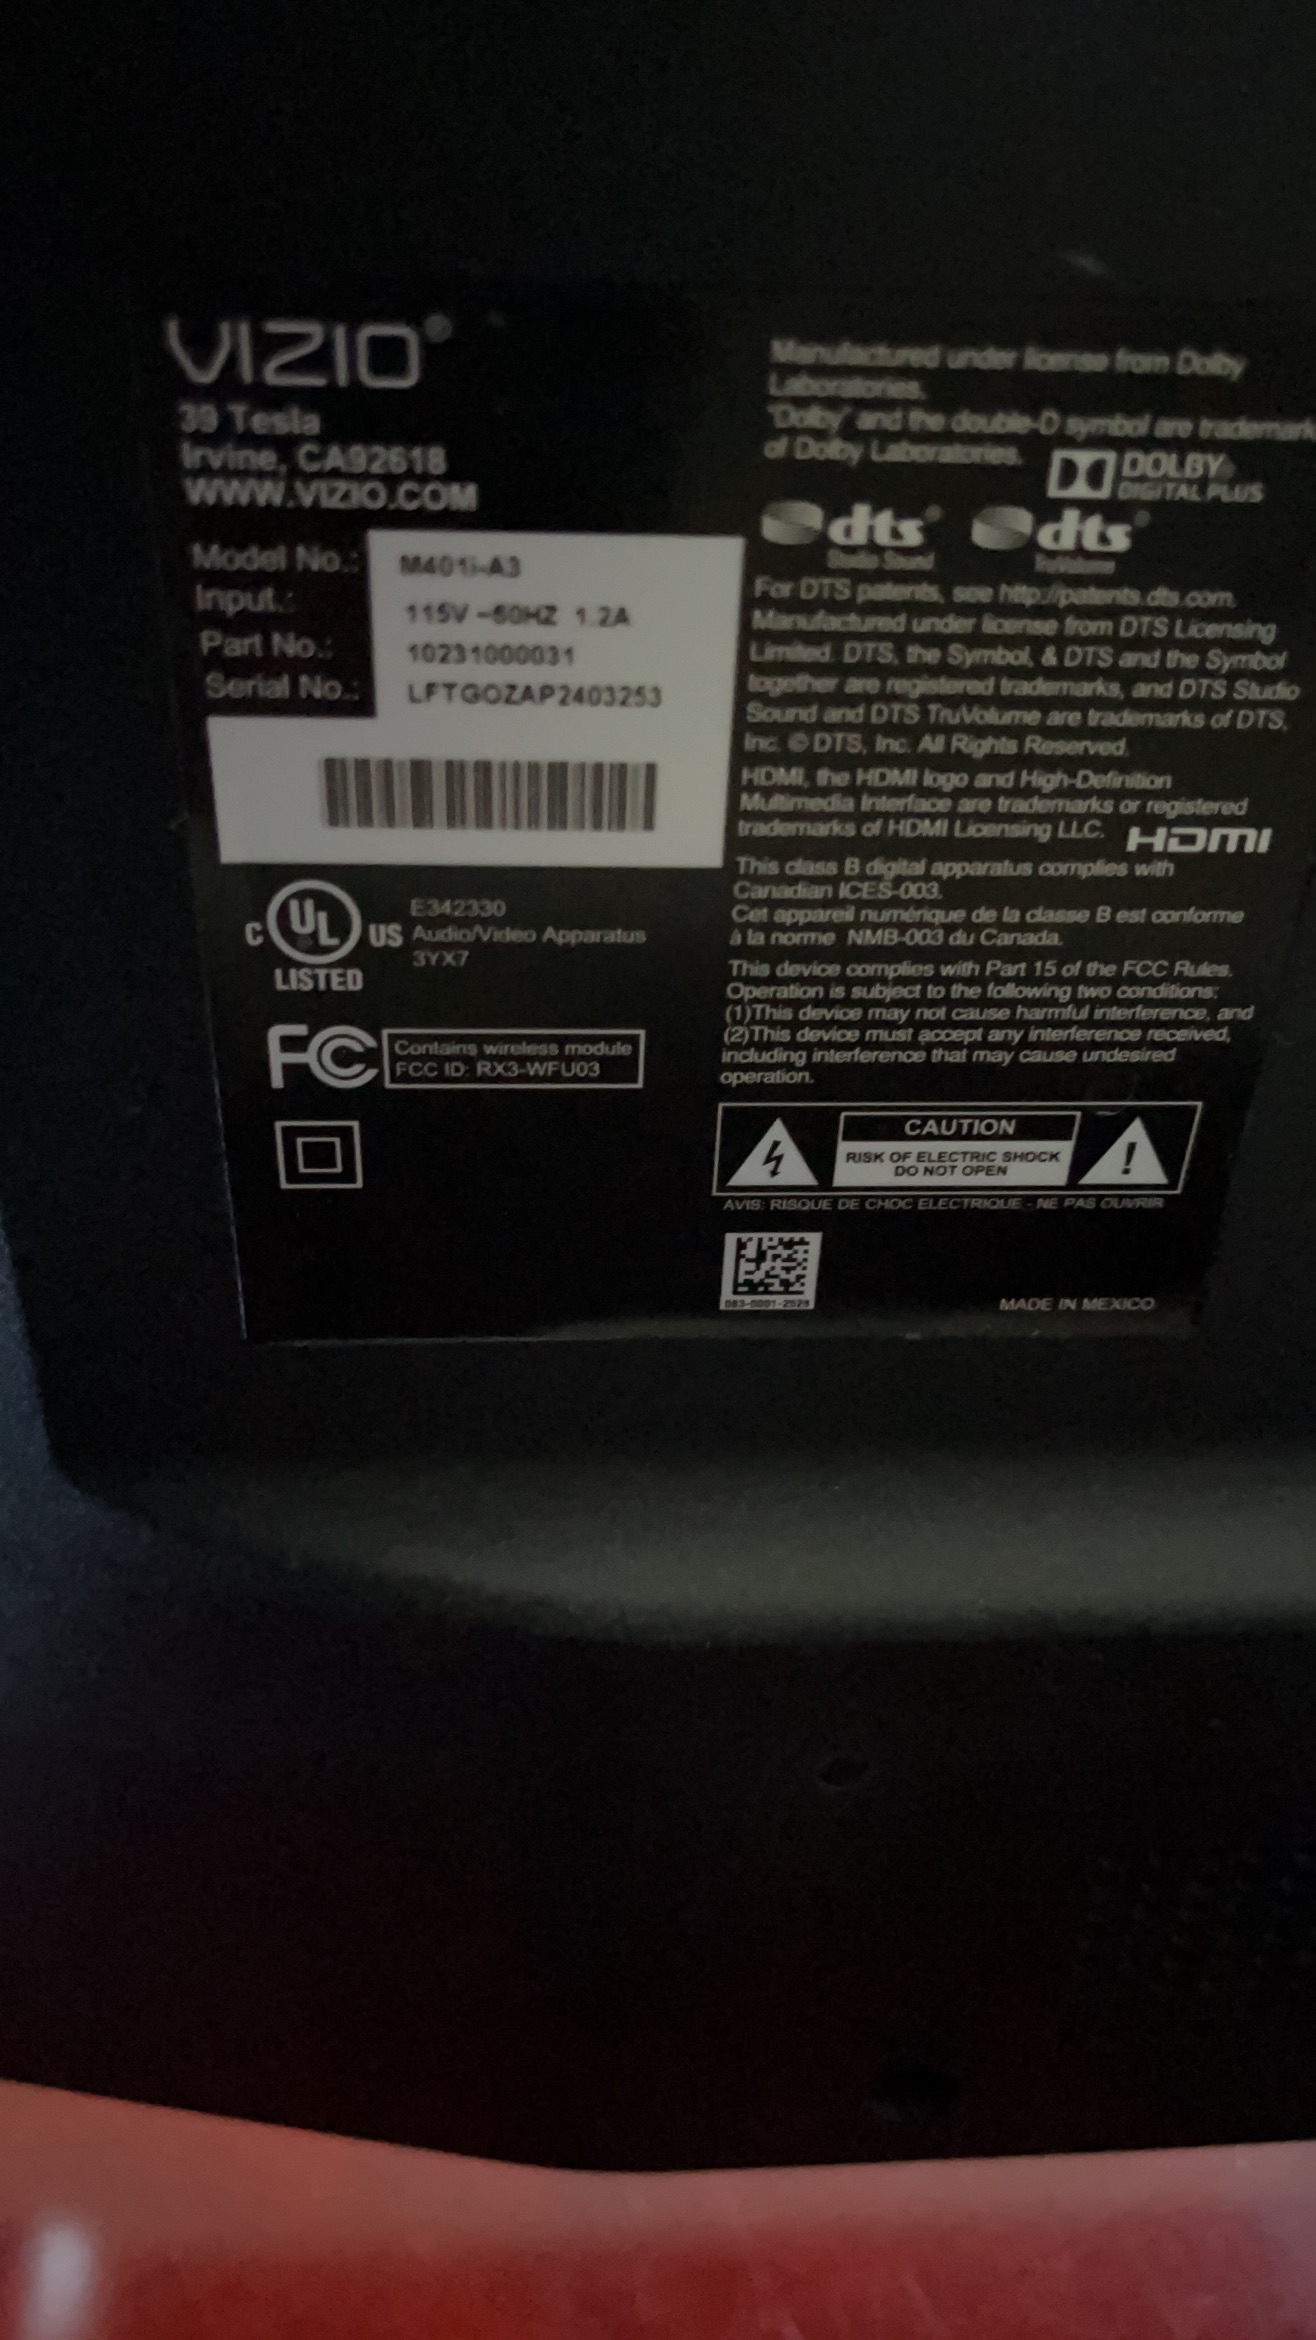 VIZIO®
39 Tesla
Irvine, CA92618
WWW.VIZIO.COM
Model No.: M401i-A3
Input.: 115V ~60HZ 1.2A
Part No.: 10231000031
Serial No.: LFTGOZAP2403253
C UL US
LISTED
E342330
Audio/Video Apparatus
3YX7
FC
Contains wireless module
FCC ID: RX3-WFU03
Manufactured under license from Dolby
Laboratories.
"Dolby" and the double-D symbol are trademark
of Dolby Laboratories.
DOLBY
DIGITAL PLUS
dts® dts®
Studio Sound TruVolume
For DTS patents, see http://patents.dts.com.
Manufactured under license from DTS Licensing
Limited. DTS, the Symbol, & DTS and the Symbol
together are registered trademarks, and DTS Studio
Sound and DTS TruVolume are trademarks of DTS,
Inc. © DTS, Inc. All Rights Reserved.
HDMI, the HDMI logo and High-Definition
Multimedia Interface are trademarks or registered
trademarks of HDMI Licensing LLC. HDMI
This class B digital apparatus complies with
Canadian ICES-003.
Cet appareil numérique de la classe B est conforme
à la norme NMB-003 du Canada.
This device complies with Part 15 of the FCC Rules.
Operation is subject to the following two conditions:
(1)This device may not cause harmful interference, and
(2)This device must accept any interference received,
including interference that may cause undesired
operation.
CAUTION
RISK OF ELECTRIC SHOCK
DO NOT OPEN
AVIS: RISQUE DE CHOC ELECTRIQUE - NE PAS OUVRIR
MADE IN MEXICO